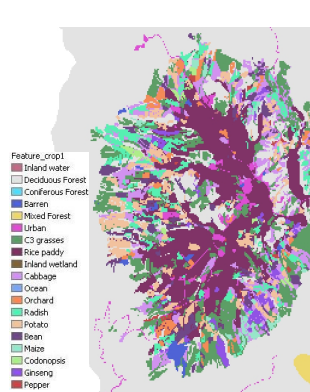 Feature_crop1
Inland water
Deciduous Forest
Coniferous Forest
Barren
Mixed Forest
Urban
C3 grasses
Rice paddy
Inland wetland
Cabbage
Ocean
Orchard
Radish
Potato
Bean
Maize
Codonopsis
Ginseng
Pepper